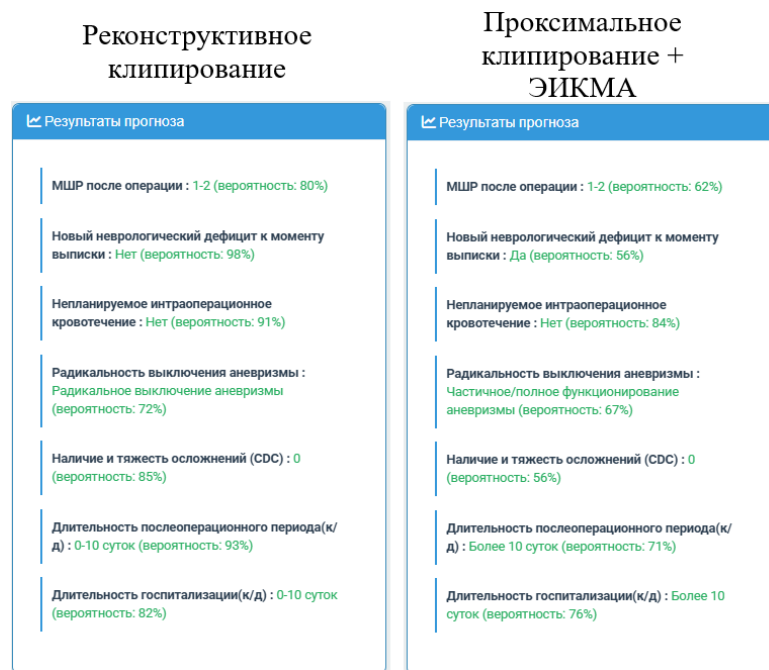 Реконструктивное
клипирование
Результаты прогноза
МШР после операции : 1-2 (вероятность: 80%)
Новый неврологический дефицит к моменту
выписки : Нет (вероятность: 98%)
Непланируемое интраоперационное
кровотечение : Нет (вероятность: 91%)
Радикальность выключения аневризмы :
Радикальное выключение аневризмы
(вероятность: 72%)
Наличие и тяжесть осложнений (CDC) : 0
(вероятность: 85%)
Длительность послеоперационного периода(к/
д) : 0-10 суток (вероятность: 93%)
Длительность госпитализации(к/д) : 0-10 суток
(вероятность: 82%)
Проксимальное
клипирование +
ЭИКМА
Результаты прогноза
МШР после операции : 1-2 (вероятность: 62%)
Новый неврологический дефицит к моменту
выписки : Да (вероятность: 56%)
Непланируемое интраоперационное
кровотечение : Нет (вероятность: 84%)
Радикальность выключения аневризмы :
Частичное/полное функционирование
аневризмы (вероятность: 67%)
Наличие и тяжесть осложнений (CDC) : 0
(вероятность: 56%)
Длительность послеоперационного периода(к/
д) : Более 10 суток (вероятность: 71%)
Длительность госпитализации(к/д) : Более 10
суток (вероятность: 76%)